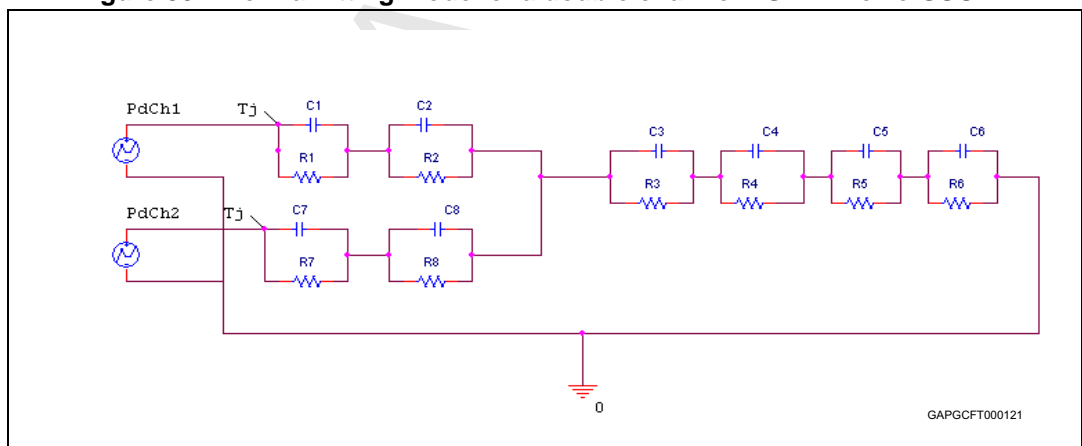 PdCh1
Tj
C1
C2
R1
R2
C3
C4
C5
C6
R3
R4
R5
R6
PdCh2
Tj
C7
C8
R7
R8
0
GAPGCFT000121